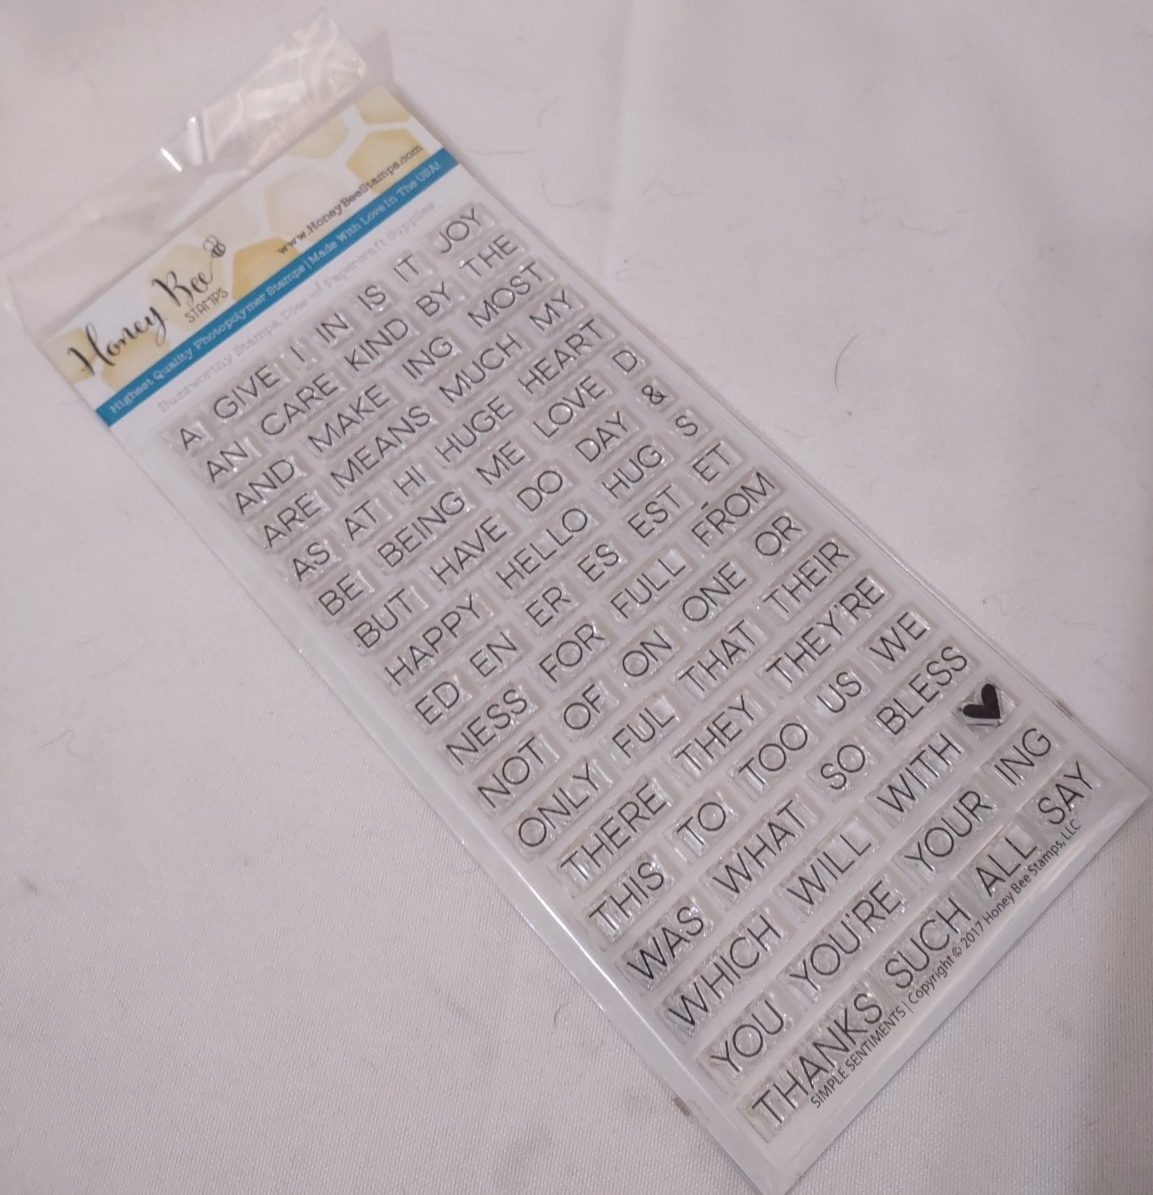 Honey Bee
STAMPS
www.HoneyBeeStamps.com
Highest Quality Photopolymer Stamps | Made With Love In The USA!
Buzzworthy Stamps, Dies & Papercraft Supplies
A GIVE I IN IS IT JOY
AN CARE KIND BY THE
AND MAKE ING MOST
ARE MEANS MUCH MY
AS AT HI HUGE HEART
BE BEING ME LOVE D
BUT HAVE DO DAY &
HAPPY HELLO HUG S
ED EN ER ES EST ET
NESS FOR FULL FROM
NOT OF ON ONE OR
ONLY FUL THAT THEIR
THERE THEY THEY'RE
THIS TO TOO US WE
WAS WHAT SO BLESS
WHICH WILL WITH
YOU YOU'RE YOUR ING
THANKS SUCH ALL SAY
SIMPLE SENTIMENTS | Copyright © 2017 Honey Bee Stamps, LLC